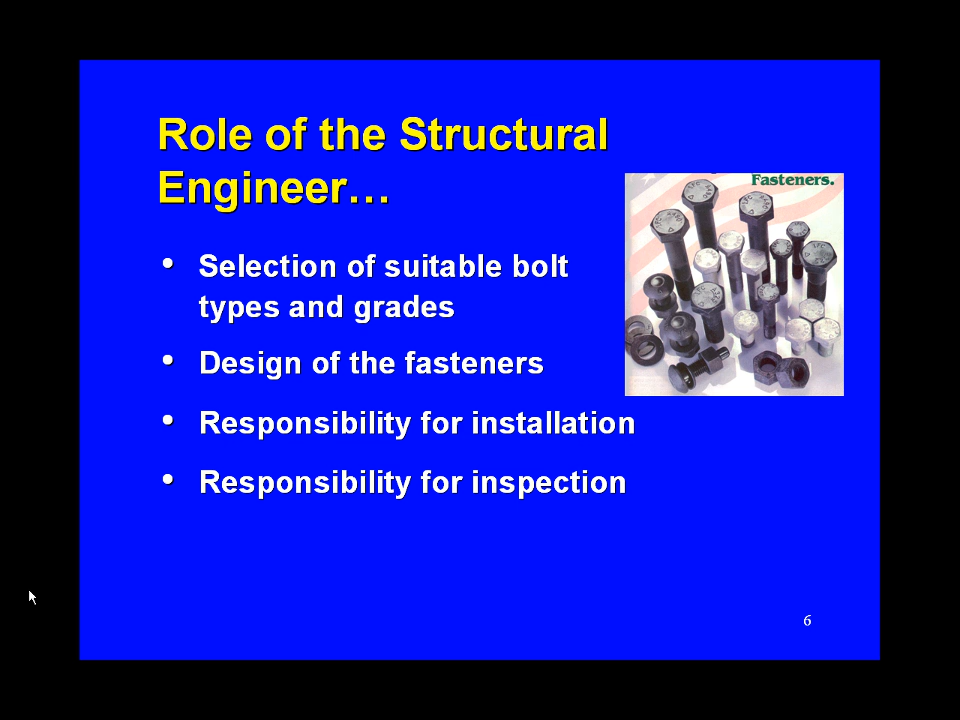 Role of the Structural
Engineer…
Fasteners.
• Selection of suitable bolt
types and grades
• Design of the fasteners
• Responsibility for installation
• Responsibility for inspection
6